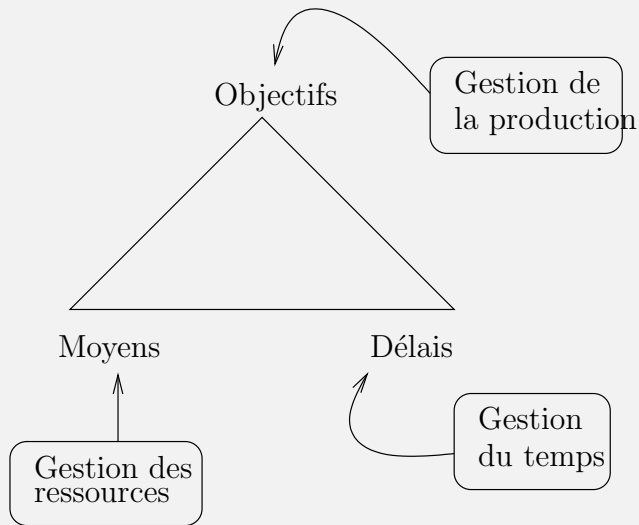 Gestion de
la production
Objectifs
Moyens
Délais
Gestion
du temps
Gestion des
ressources